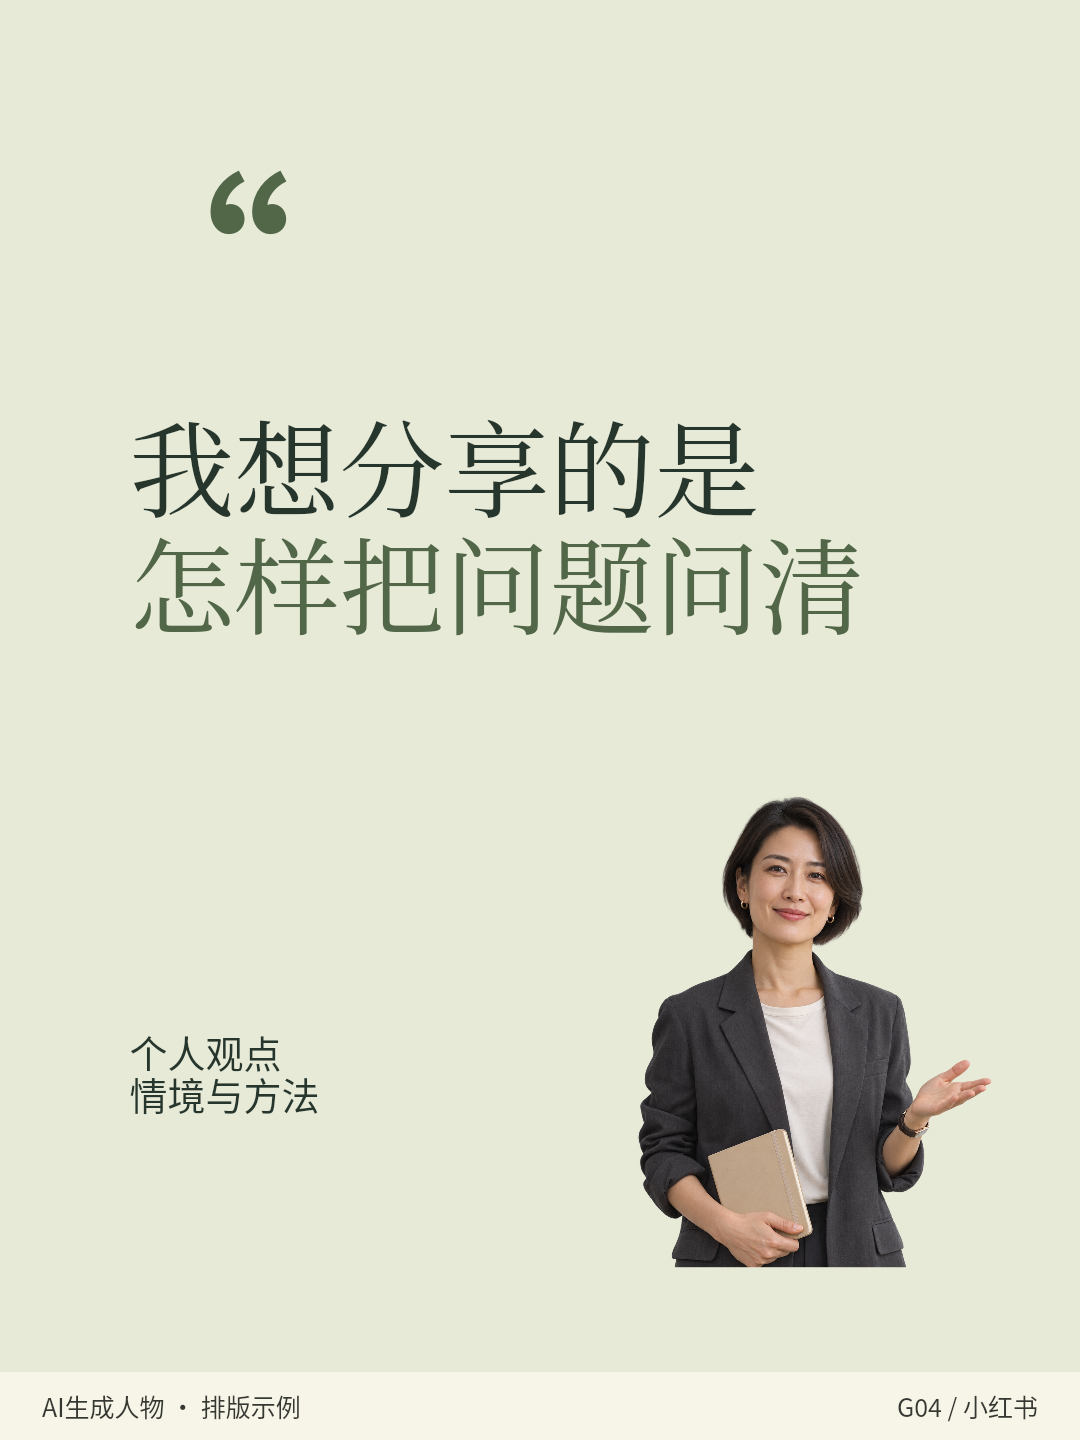 “
我想分享的是
怎样把问题问清
个人观点
情境与方法
AI生成人物 · 排版示例
G04 / 小红书